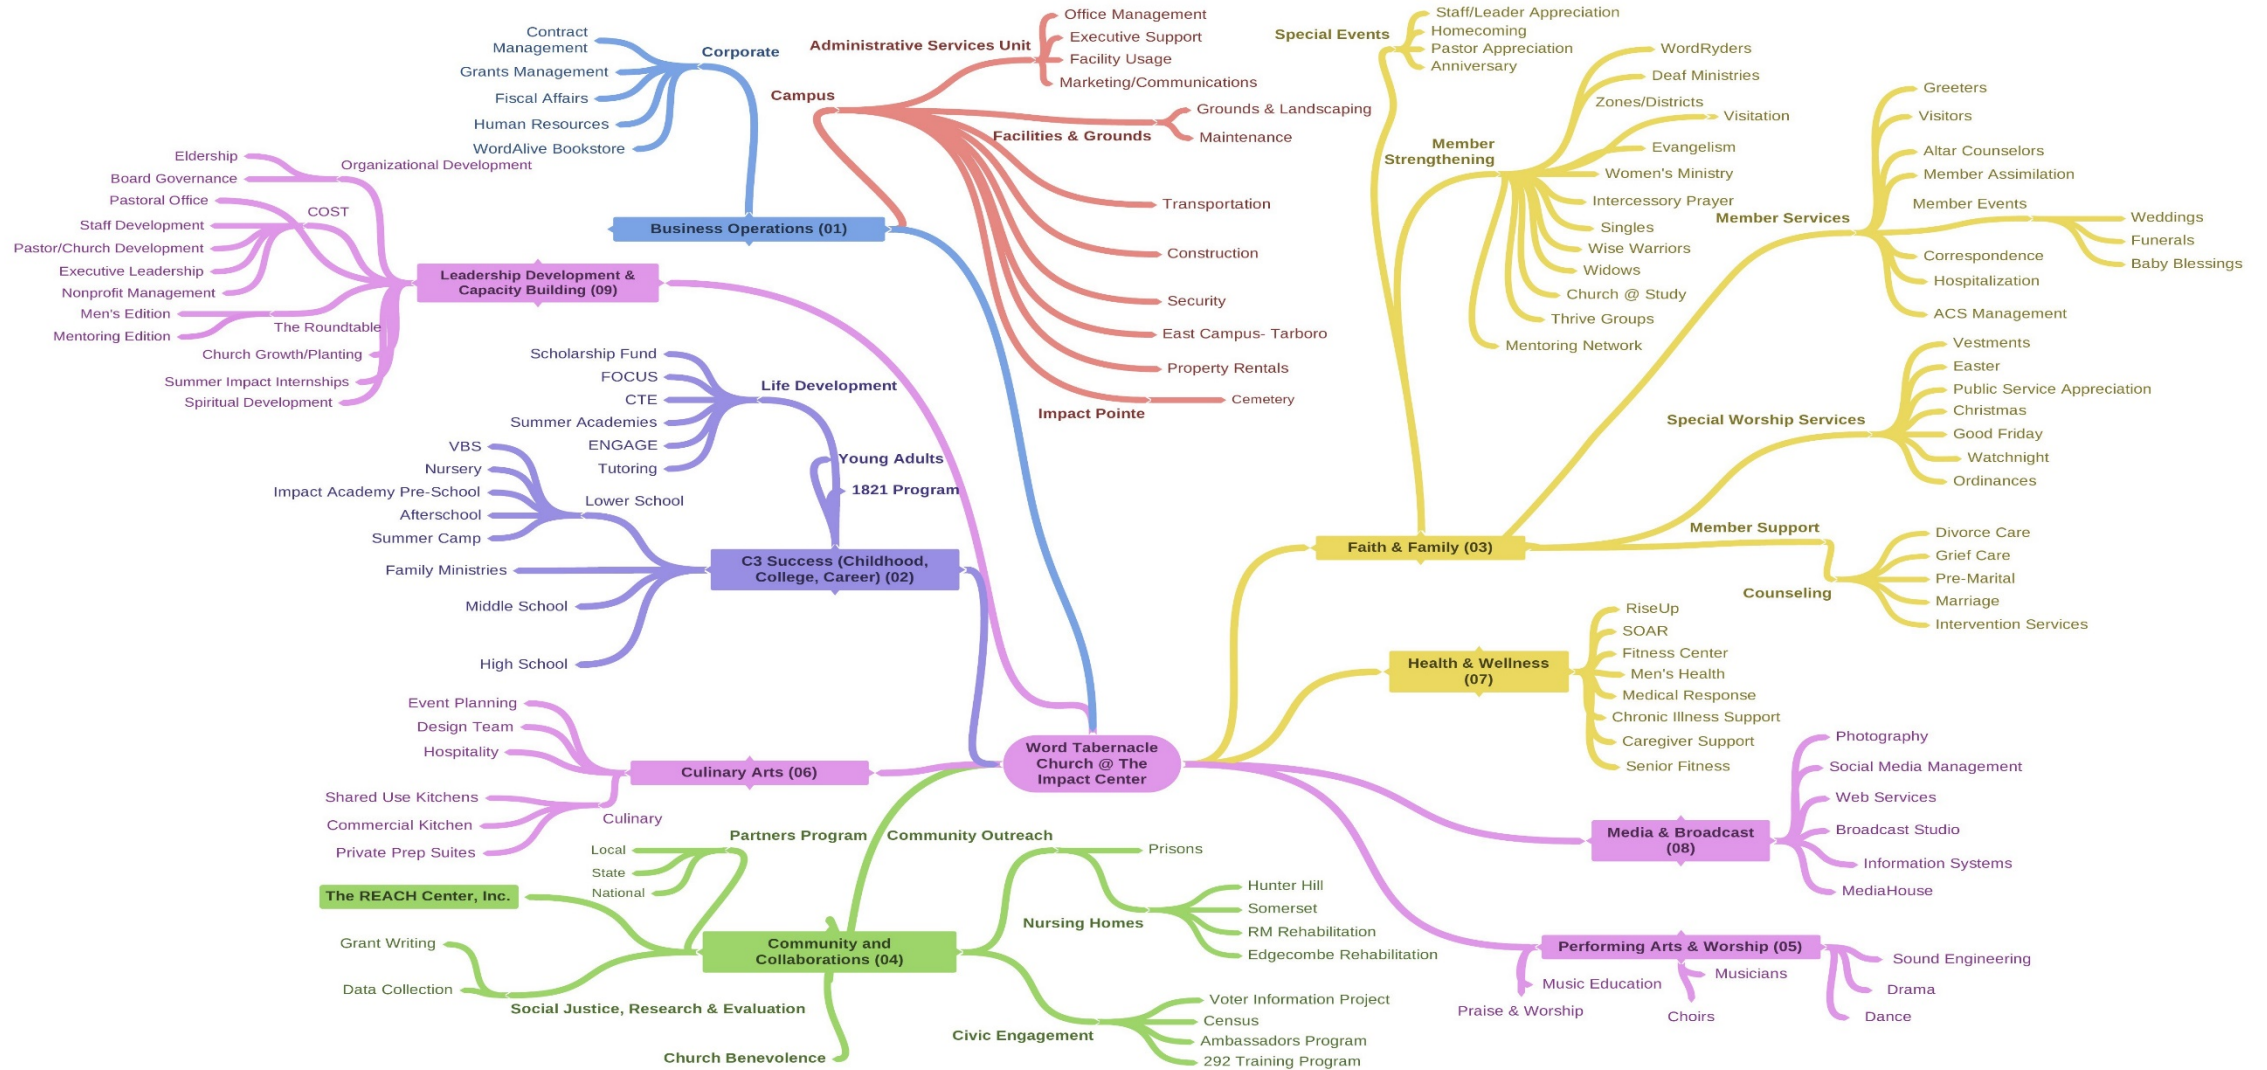 Word Tabernacle
Church @ The
Impact Center
Business Operations (01)
Corporate
Contract
Management
Grants Management
Fiscal Affairs
Human Resources
WordAlive Bookstore
Campus
Administrative Services Unit
Office Management
Executive Support
Facility Usage
Marketing/Communications
Facilities & Grounds
Grounds & Landscaping
Maintenance
Transportation
Construction
Security
East Campus- Tarboro
Property Rentals
Impact Pointe
Cemetery
Leadership Development &
Capacity Building (09)
Organizational Development
Eldership
Board Governance
Pastoral Office
COST
Staff Development
Pastor/Church Development
Executive Leadership
Nonprofit Management
The Roundtable
Men's Edition
Mentoring Edition
Church Growth/Planting
Summer Impact Internships
Spiritual Development
C3 Success (Childhood,
College, Career) (02)
Life Development
Scholarship Fund
FOCUS
CTE
Summer Academies
ENGAGE
Tutoring
Young Adults
1821 Program
Lower School
VBS
Nursery
Impact Academy Pre-School
Afterschool
Summer Camp
Family Ministries
Middle School
High School
Culinary Arts (06)
Event Planning
Design Team
Hospitality
Culinary
Shared Use Kitchens
Commercial Kitchen
Private Prep Suites
Community and
Collaborations (04)
Partners Program
Local
State
National
The REACH Center, Inc.
Social Justice, Research & Evaluation
Grant Writing
Data Collection
Church Benevolence
Community Outreach
Prisons
Nursing Homes
Hunter Hill
Somerset
RM Rehabilitation
Edgecombe Rehabilitation
Civic Engagement
Voter Information Project
Census
Ambassadors Program
292 Training Program
Faith & Family (03)
Special Events
Staff/Leader Appreciation
Homecoming
Pastor Appreciation
Anniversary
Member
Strengthening
WordRyders
Deaf Ministries
Zones/Districts
Visitation
Evangelism
Women's Ministry
Intercessory Prayer
Singles
Wise Warriors
Widows
Church @ Study
Thrive Groups
Mentoring Network
Member Services
Greeters
Visitors
Altar Counselors
Member Assimilation
Member Events
Weddings
Funerals
Baby Blessings
Correspondence
Hospitalization
ACS Management
Special Worship Services
Vestments
Easter
Public Service Appreciation
Christmas
Good Friday
Watchnight
Ordinances
Member Support
Counseling
Divorce Care
Grief Care
Pre-Marital
Marriage
Intervention Services
Health & Wellness
(07)
RiseUp
SOAR
Fitness Center
Men's Health
Medical Response
Chronic Illness Support
Caregiver Support
Senior Fitness
Media & Broadcast
(08)
Photography
Social Media Management
Web Services
Broadcast Studio
Information Systems
MediaHouse
Performing Arts & Worship (05)
Music Education
Praise & Worship
Musicians
Choirs
Sound Engineering
Drama
Dance